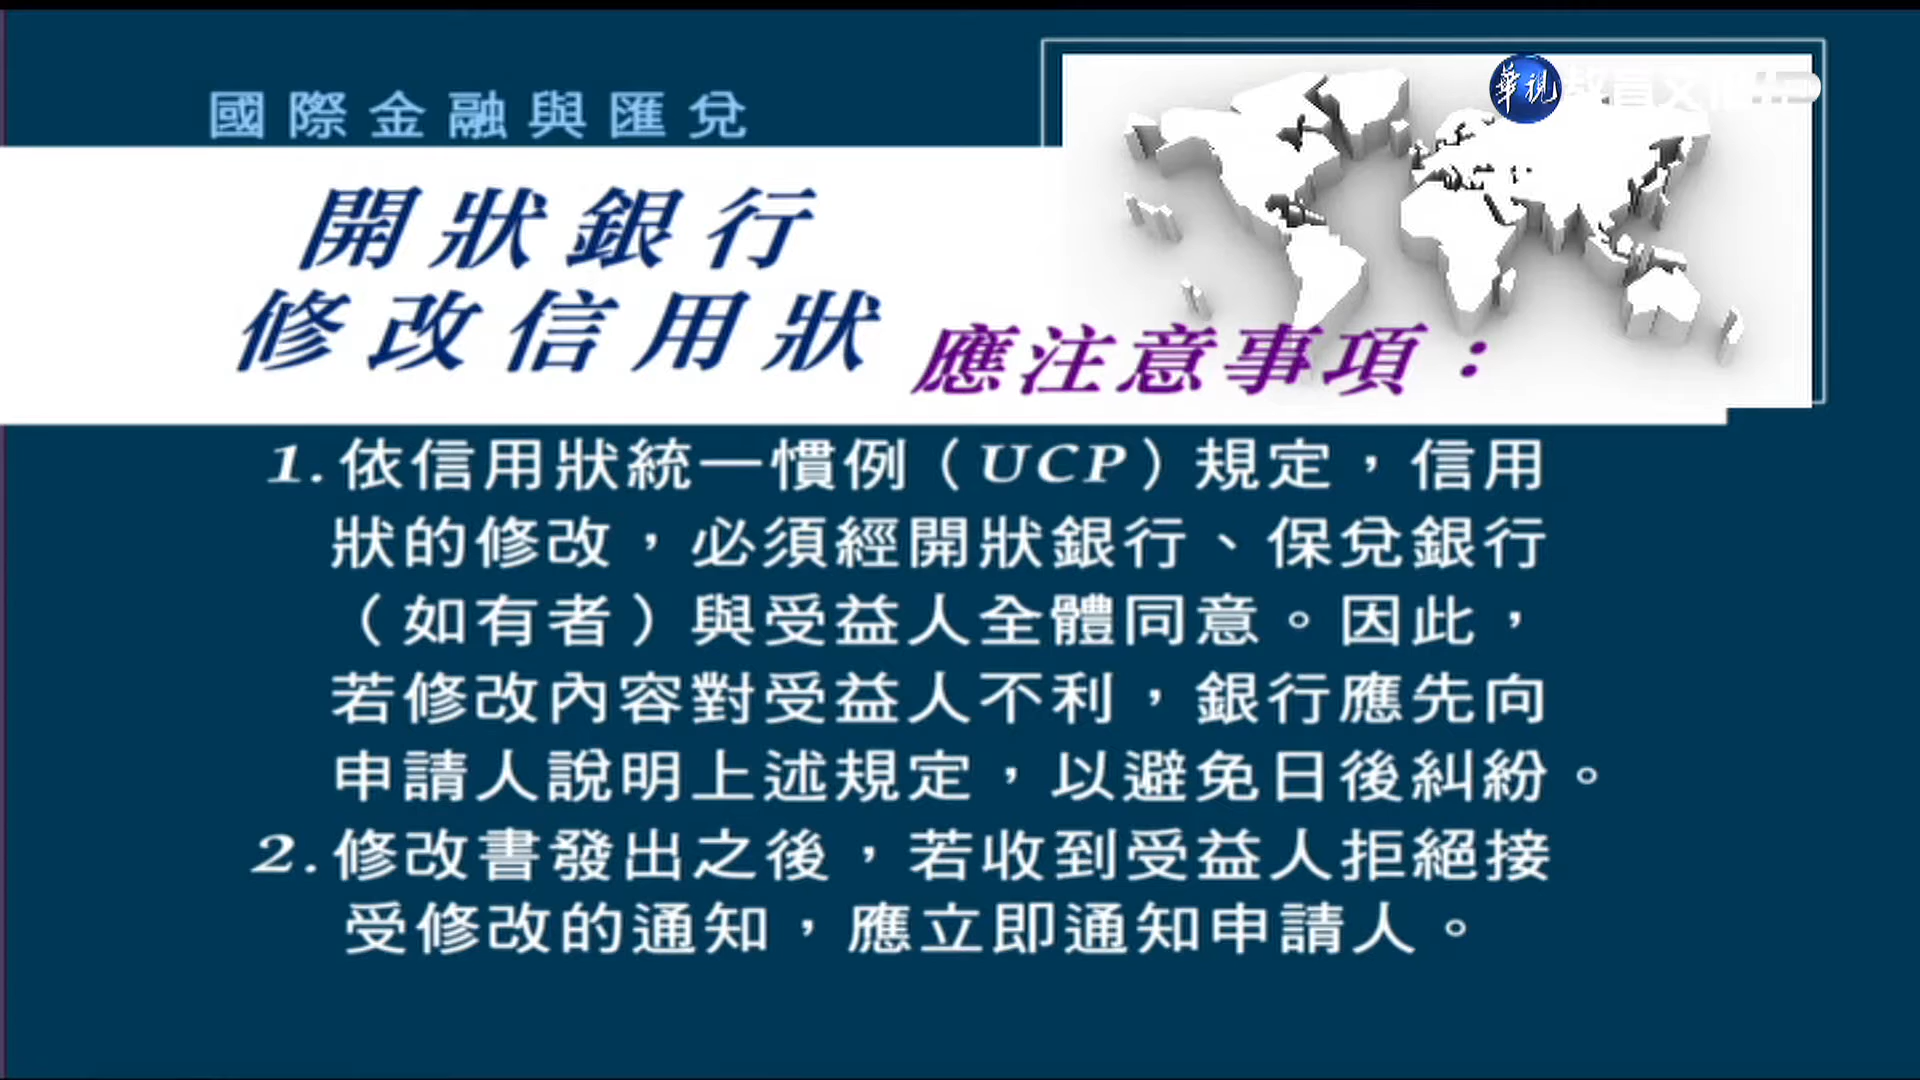 華視 教育文化
國際金融與匯兌
開狀銀行
修改信用狀 應注意事項：
1.依信用狀統一慣例（UCP）規定，信用
狀的修改，必須經開狀銀行、保兌銀行
（如有者）與受益人全體同意。因此，
若修改內容對受益人不利，銀行應先向
申請人說明上述規定，以避免日後糾紛。
2.修改書發出之後，若收到受益人拒絕接
受修改的通知，應立即通知申請人。